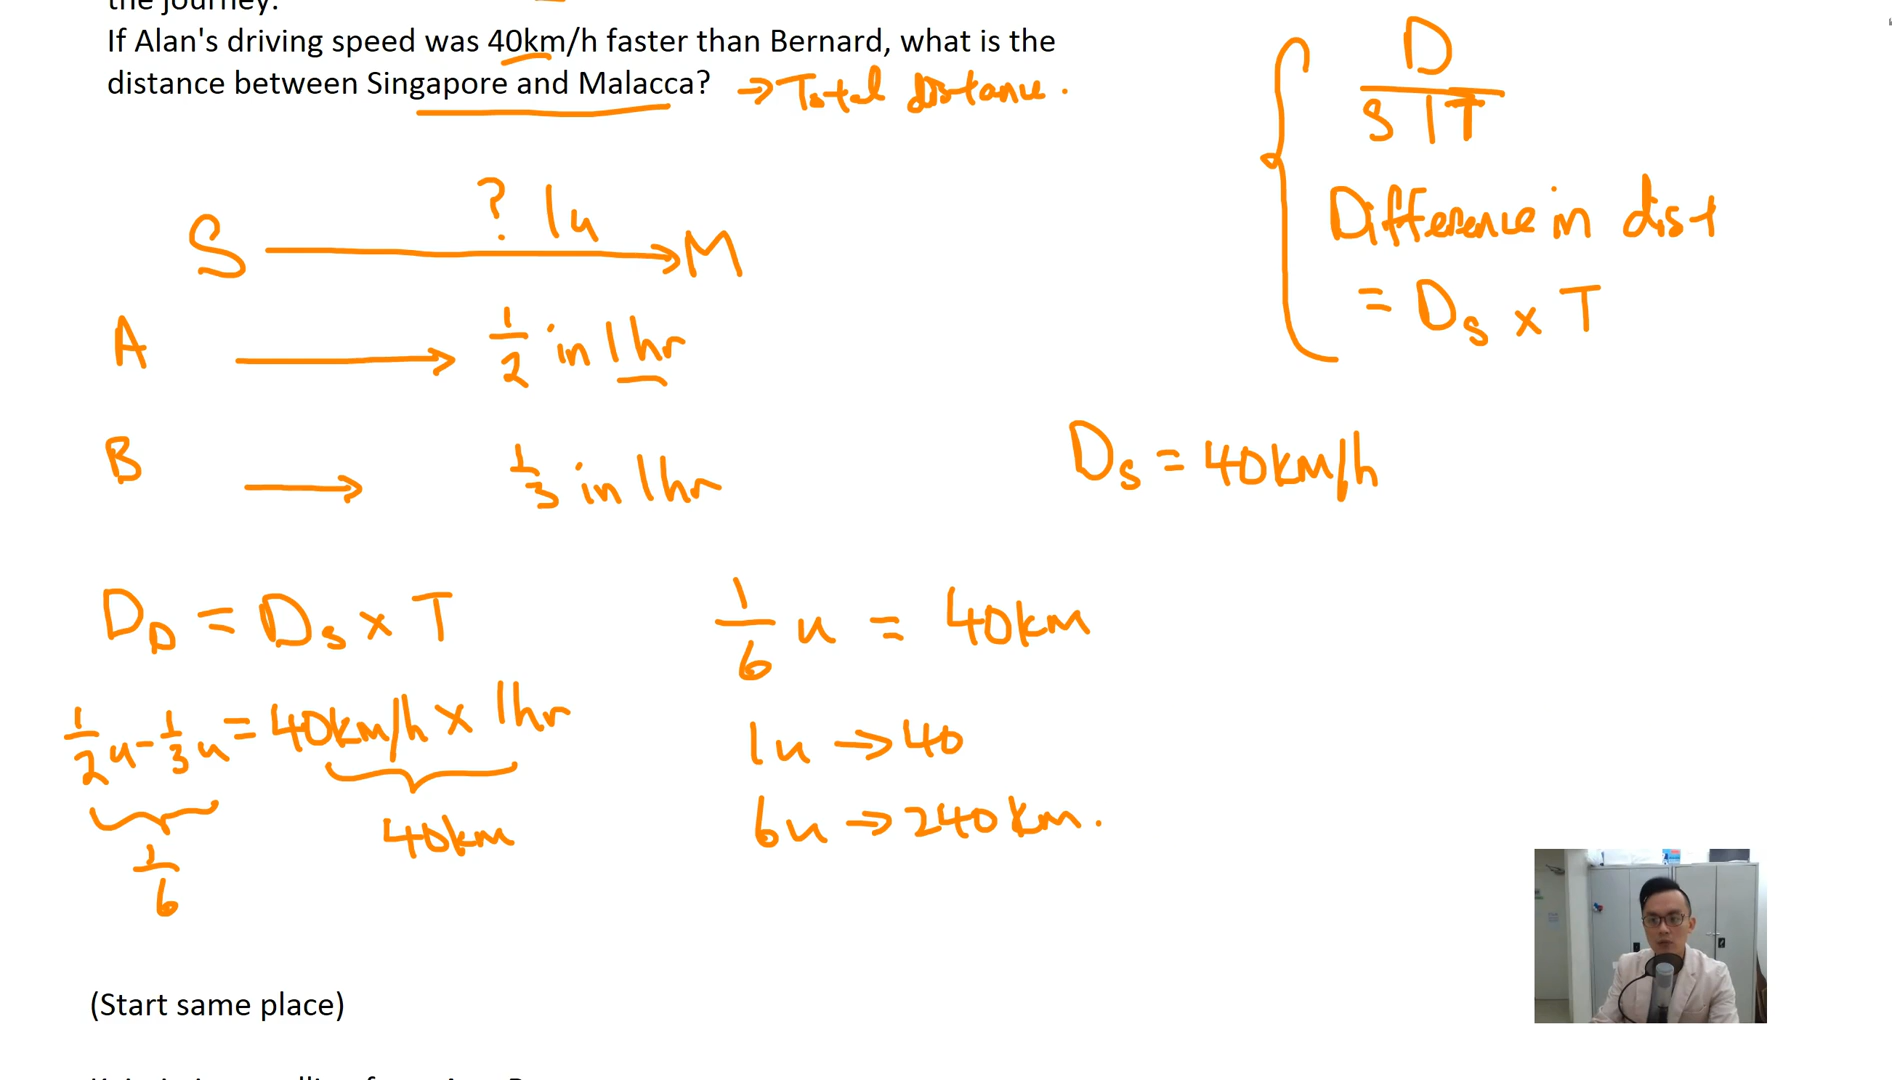 the journey.
If Alan's driving speed was 40km/h faster than Bernard, what is the
distance between Singapore and Malacca? → Total distance.
D
S | T
Difference in dist
= Ds x T
S ? 1u M
A 1/2 in 1hr
B 1/3 in 1hr
Ds = 40km/h
DD = Ds x T
1/2u - 1/3u = 40km/h x 1hr
1/6
40km
1/6 u = 40km
1u → 40
6u → 240km.
(Start same place)